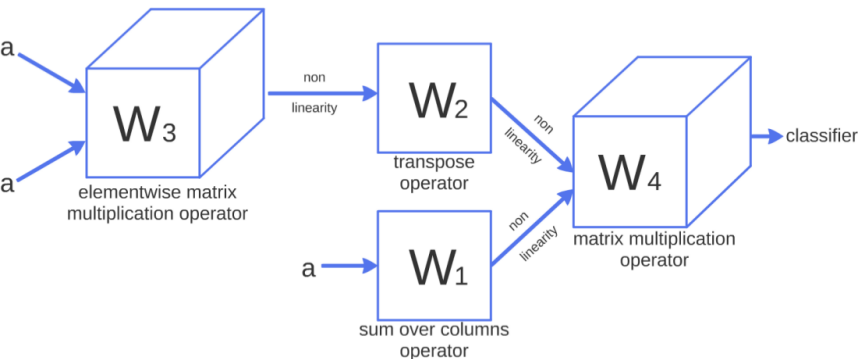 a
a
W3
elementwise matrix
multiplication operator
non
linearity
W2
transpose
operator
non
linearity
a
W1
sum over columns
operator
non
linearity
W4
matrix multiplication
operator
classifier